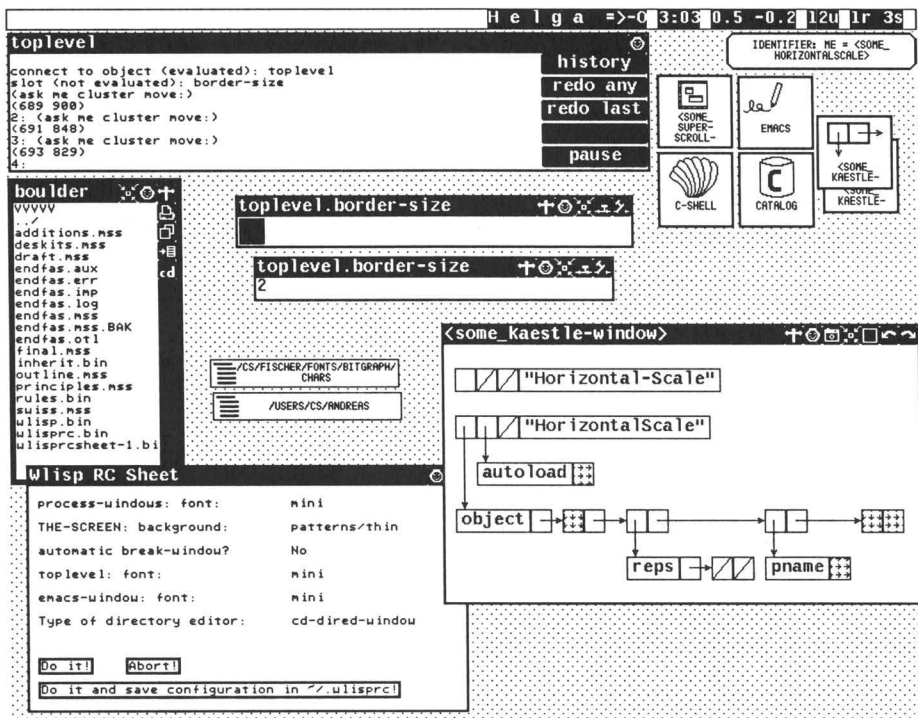 H e l g a =>-O 3:03 0.5 -0.2 12u 1r 3s
toplevel
connect to object (evaluated): toplevel
slot (not evaluated): border-size
(ask me cluster move:)
(689 900)
2: (ask me cluster move:)
(691 848)
3: (ask me cluster move:)
(693 829)
4:
history
redo any
redo last
pause
IDENTIFIER: ME = <SOME_
HORIZONTALSCALE>
<SOME_
SUPER-
SCROLL-
EMACS
C-SHELL
C
CATALOG
<SOME_
KAESTLE-
<SOME_
KAESTLE-
boulder
../
additions.mss
deskits.mss
draft.mss
endfas.aux
endfas.err
endfas.imp
endfas.log
endfas.mss
endfas.mss.BAK
endfas.otl
final.mss
inherit.bin
outline.mss
principles.mss
rules.bin
swiss.mss
wlisp.bin
wlisprc.bin
wlisprcsheet-1.bi
cd
toplevel.border-size
toplevel.border-size
2
/CS/FISCHER/FONTS/BITGRAPH/
CHARS
/USERS/CS/ANDREAS
<some_kaestle-window>
"Horizontal-Scale"
"HorizontalScale"
autoload
object
reps
pname
Wlisp RC Sheet
process-windows: font: mini
THE-SCREEN: background: patterns/thin
automatic break-window? No
toplevel: font: mini
emacs-window: font: mini
Type of directory editor: cd-dired-window
Do it! Abort!
Do it and save configuration in ~/.wlisprc!